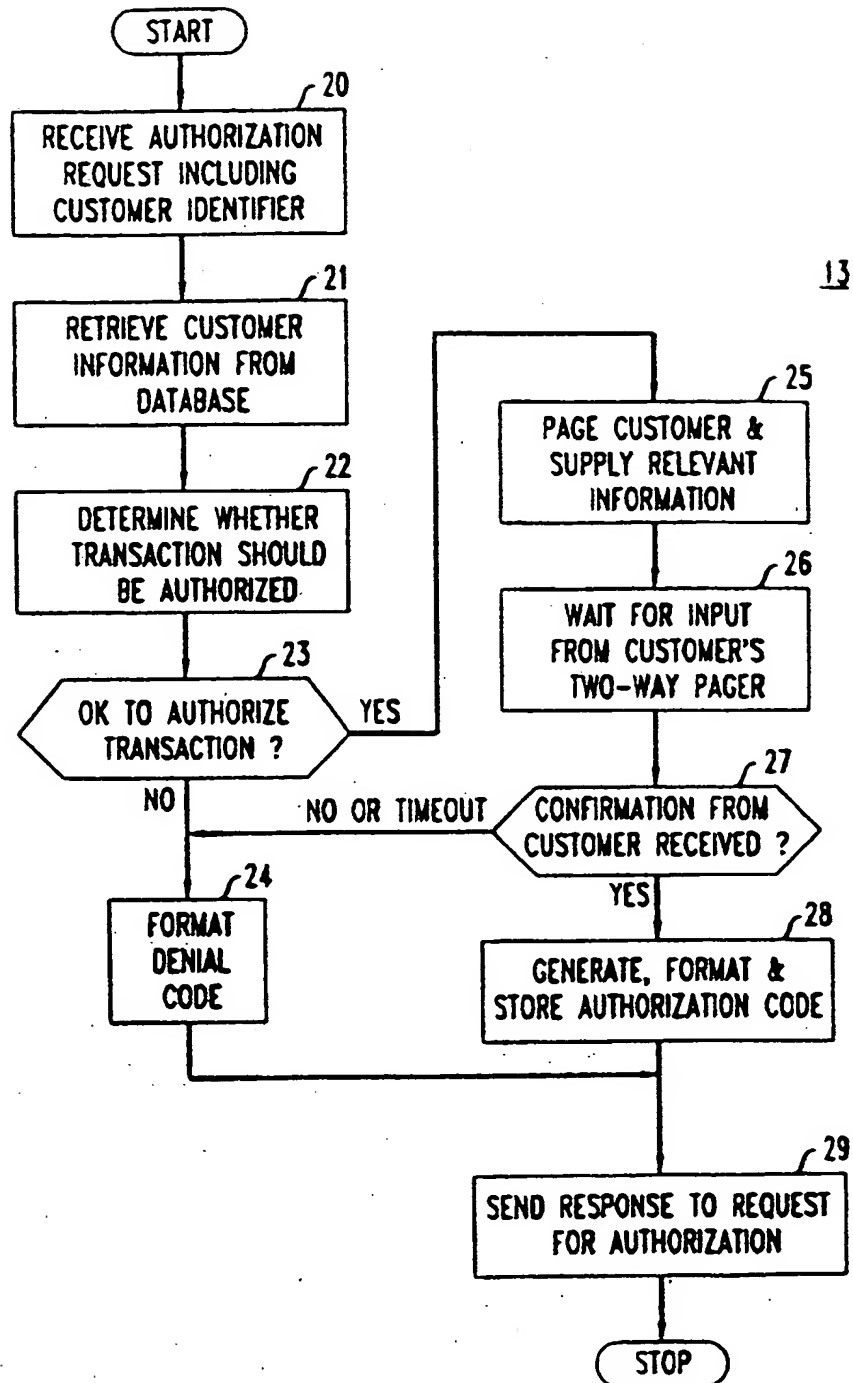 START
20
RECEIVE AUTHORIZATION
REQUEST INCLUDING
CUSTOMER IDENTIFIER
21
RETRIEVE CUSTOMER
INFORMATION FROM
DATABASE
22
DETERMINE WHETHER
TRANSACTION SHOULD
BE AUTHORIZED
23
OK TO AUTHORIZE
TRANSACTION ?
YES
NO
24
FORMAT
DENIAL
CODE
13
25
PAGE CUSTOMER &
SUPPLY RELEVANT
INFORMATION
26
WAIT FOR INPUT
FROM CUSTOMER'S
TWO-WAY PAGER
27
CONFIRMATION FROM
CUSTOMER RECEIVED ?
NO OR TIMEOUT
YES
28
GENERATE, FORMAT &
STORE AUTHORIZATION CODE
29
SEND RESPONSE TO REQUEST
FOR AUTHORIZATION
STOP